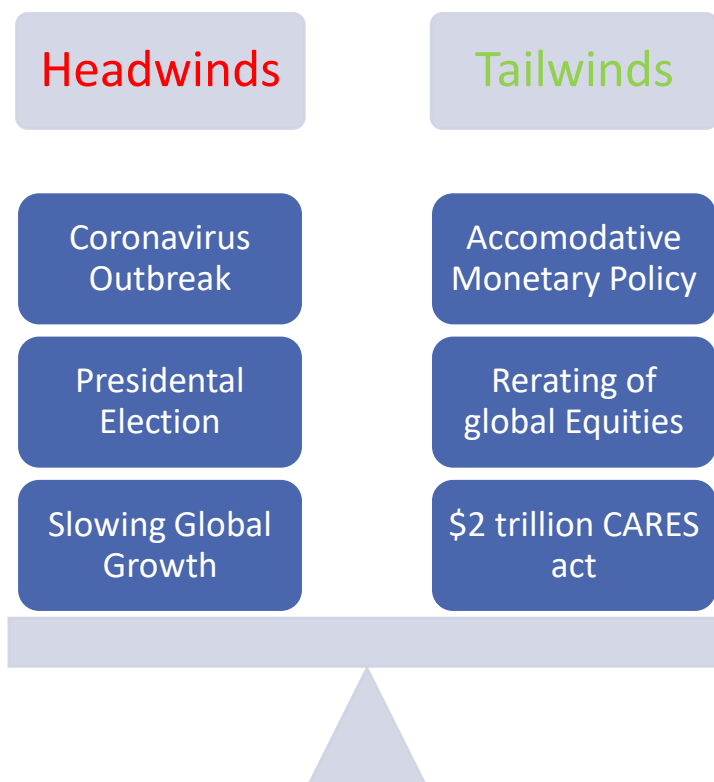 Headwinds
Tailwinds
Coronavirus
Outbreak
Accomodative
Monetary Policy
Presidental
Election
Rerating of
global Equities
Slowing Global
Growth
$2 trillion CARES
act